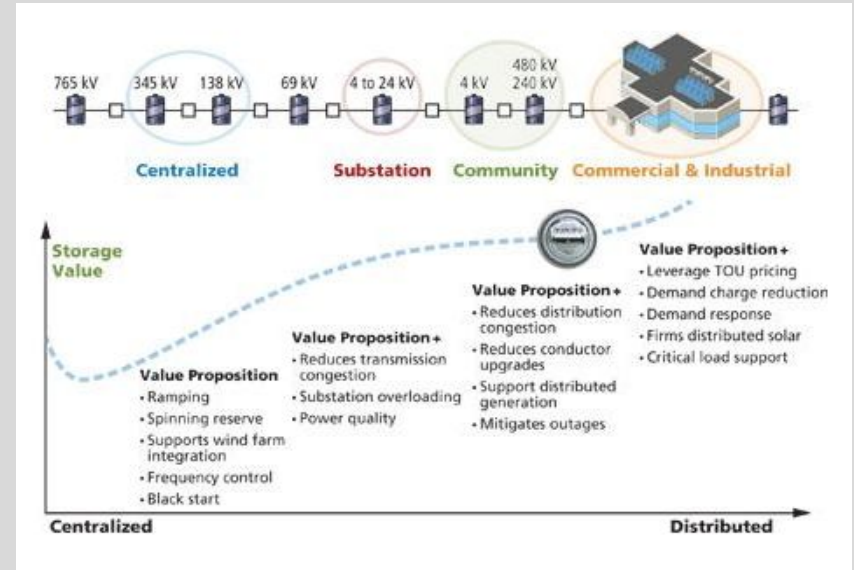 480 kV
765 kV 345 kV 138 kV 69 kV 4 to 24 kV 4 kV 240 kV
Centralized Substation Community Commercial & Industrial
Storage
Value
Value Proposition
• Ramping
• Spinning reserve
• Supports wind farm
integration
• Frequency control
• Black start
Value Proposition+
• Reduces transmission
congestion
• Substation overloading
• Power quality
Value Proposition+
• Reduces distribution
congestion
• Reduces conductor
upgrades
• Support distributed
generation
• Mitigates outages
Value Proposition+
• Leverage TOU pricing
• Demand charge reduction
• Demand response
• Firms distributed solar
• Critical load support
Centralized Distributed